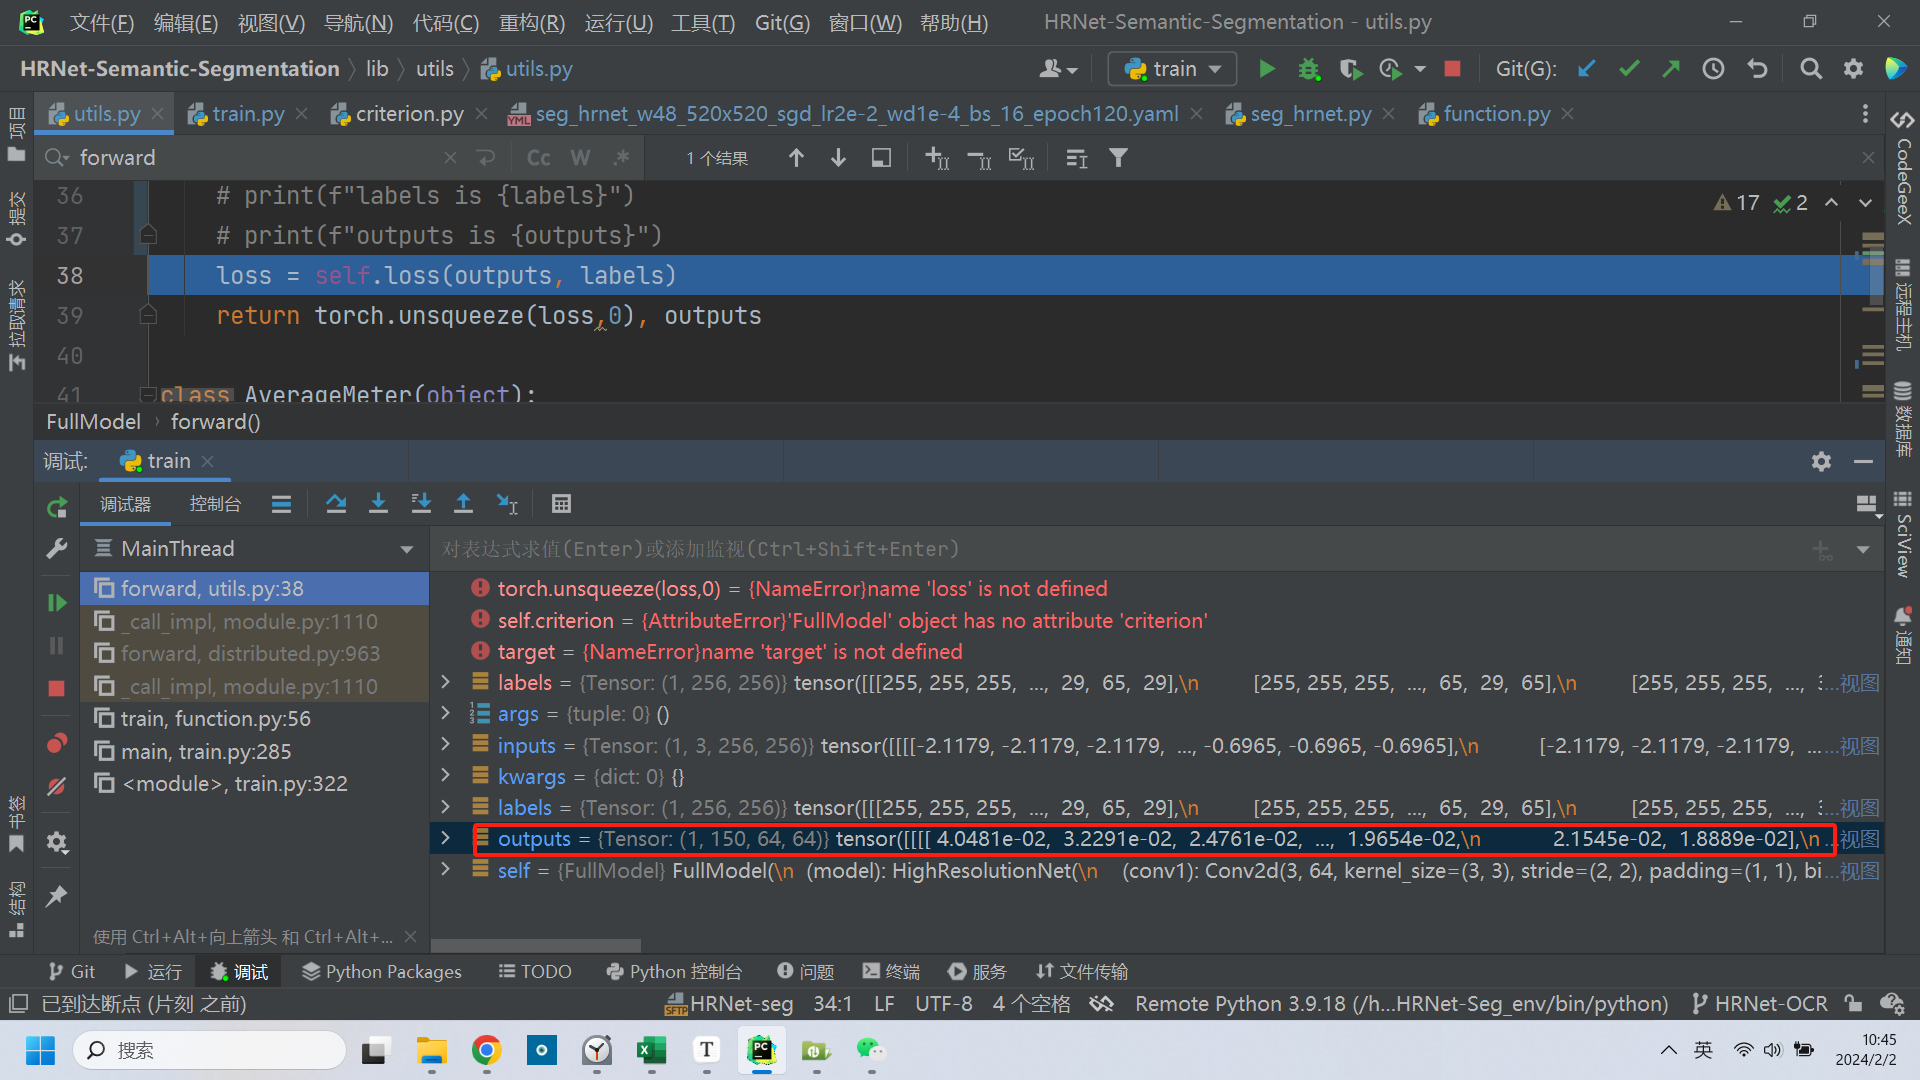 文件(F) 编辑(E) 视图(V) 导航(N) 代码(C) 重构(R) 运行(U) 工具(T) Git(G) 窗口(W) 帮助(H) HRNet-Semantic-Segmentation - utils.py
HRNet-Semantic-Segmentation lib utils utils.py train Git(G):
utils.py train.py criterion.py seg_hrnet_w48_520x520_sgd_lr2e-2_wd1e-4_bs_16_epoch120.yaml seg_hrnet.py function.py
forward Cc W .* 1 个结果
36 # print(f"labels is {labels}")
17 2
37 # print(f"outputs is {outputs}")
38 loss = self.loss(outputs, labels)
39 return torch.unsqueeze(loss,0), outputs
40
41 class AverageMeter(object):
FullModel forward()
调试: train
调试器 控制台
MainThread
对表达式求值(Enter)或添加监视(Ctrl+Shift+Enter)
forward, utils.py:38
_call_impl, module.py:1110
forward, distributed.py:963
_call_impl, module.py:1110
train, function.py:56
main, train.py:285
<module>, train.py:322
使用 Ctrl+Alt+向上箭头 和 Ctrl+Alt+...
torch.unsqueeze(loss,0) = {NameError}name 'loss' is not defined
self.criterion = {AttributeError}'FullModel' object has no attribute 'criterion'
target = {NameError}name 'target' is not defined
labels = {Tensor: (1, 256, 256)} tensor([[[255, 255, 255, ..., 29, 65, 29],\n [255, 255, 255, ..., 65, 29, 65],\n [255, 255, 255, ..., ...视图
args = {tuple: 0} ()
inputs = {Tensor: (1, 3, 256, 256)} tensor([[[[-2.1179, -2.1179, -2.1179, ..., -0.6965, -0.6965, -0.6965],\n [-2.1179, -2.1179, -2.1179, ......视图
kwargs = {dict: 0} {}
labels = {Tensor: (1, 256, 256)} tensor([[[255, 255, 255, ..., 29, 65, 29],\n [255, 255, 255, ..., 65, 29, 65],\n [255, 255, 255, ..., ...视图
outputs = {Tensor: (1, 150, 64, 64)} tensor([[[[ 4.0481e-02, 3.2291e-02, 2.4761e-02, ..., 1.9654e-02,\n 2.1545e-02, 1.8889e-02],\n ...视图
self = {FullModel} FullModel(\n (model): HighResolutionNet(\n (conv1): Conv2d(3, 64, kernel_size=(3, 3), stride=(2, 2), padding=(1, 1), bi...视图
项目
提交
拉取请求
书签
结构
CodeGeeX
远程主机
数据库
SciView
通知
Git 运行 调试 Python Packages TODO Python 控制台 问题 终端 服务 文件传输
已到达断点 (片刻 之前) HRNet-seg 34:1 LF UTF-8 4 个空格 Remote Python 3.9.18 (/h...HRNet-Seg_env/bin/python) HRNet-OCR
搜索
英
10:45
2024/2/2